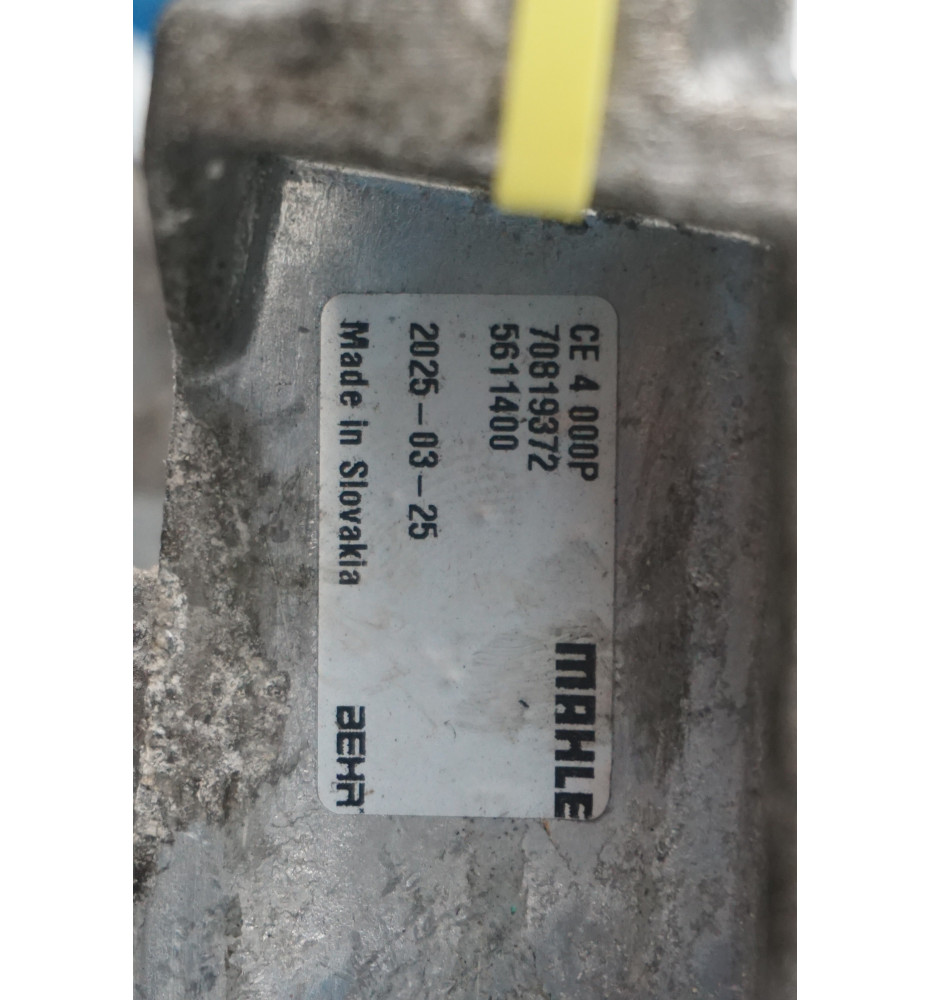 CE 4 000P
70819372
5611400
MAHLE
2025-03-25
Made in Slovakia
BEHR